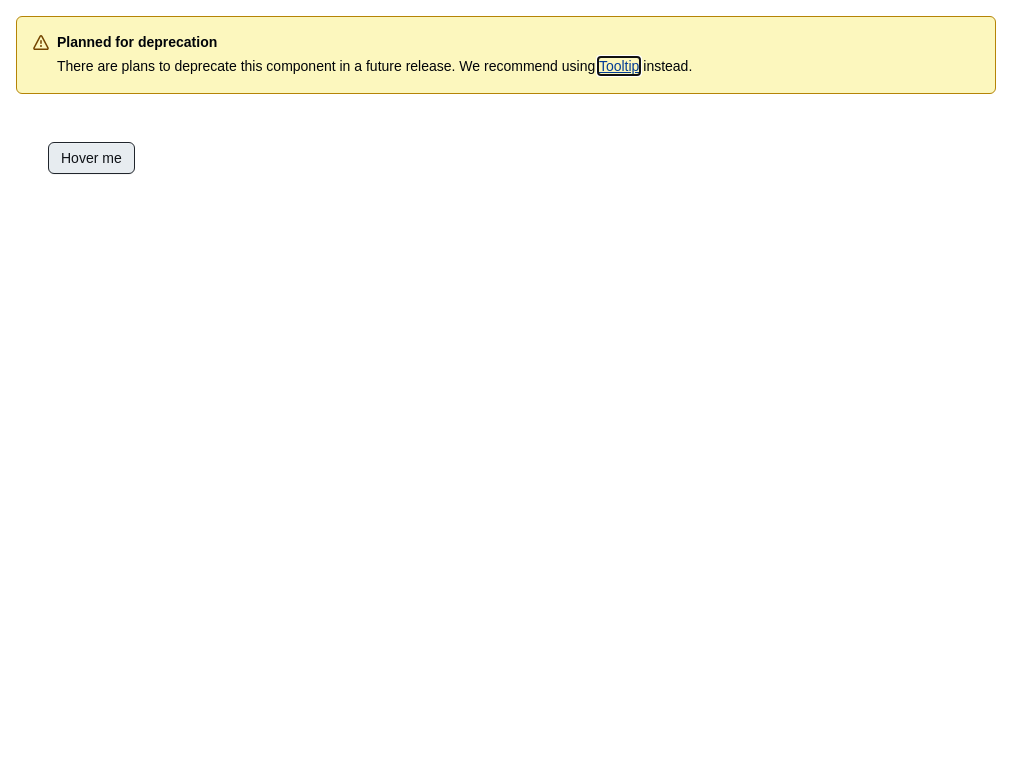 Planned for deprecation
There are plans to deprecate this component in a future release. We recommend using Tooltip instead.
Hover me